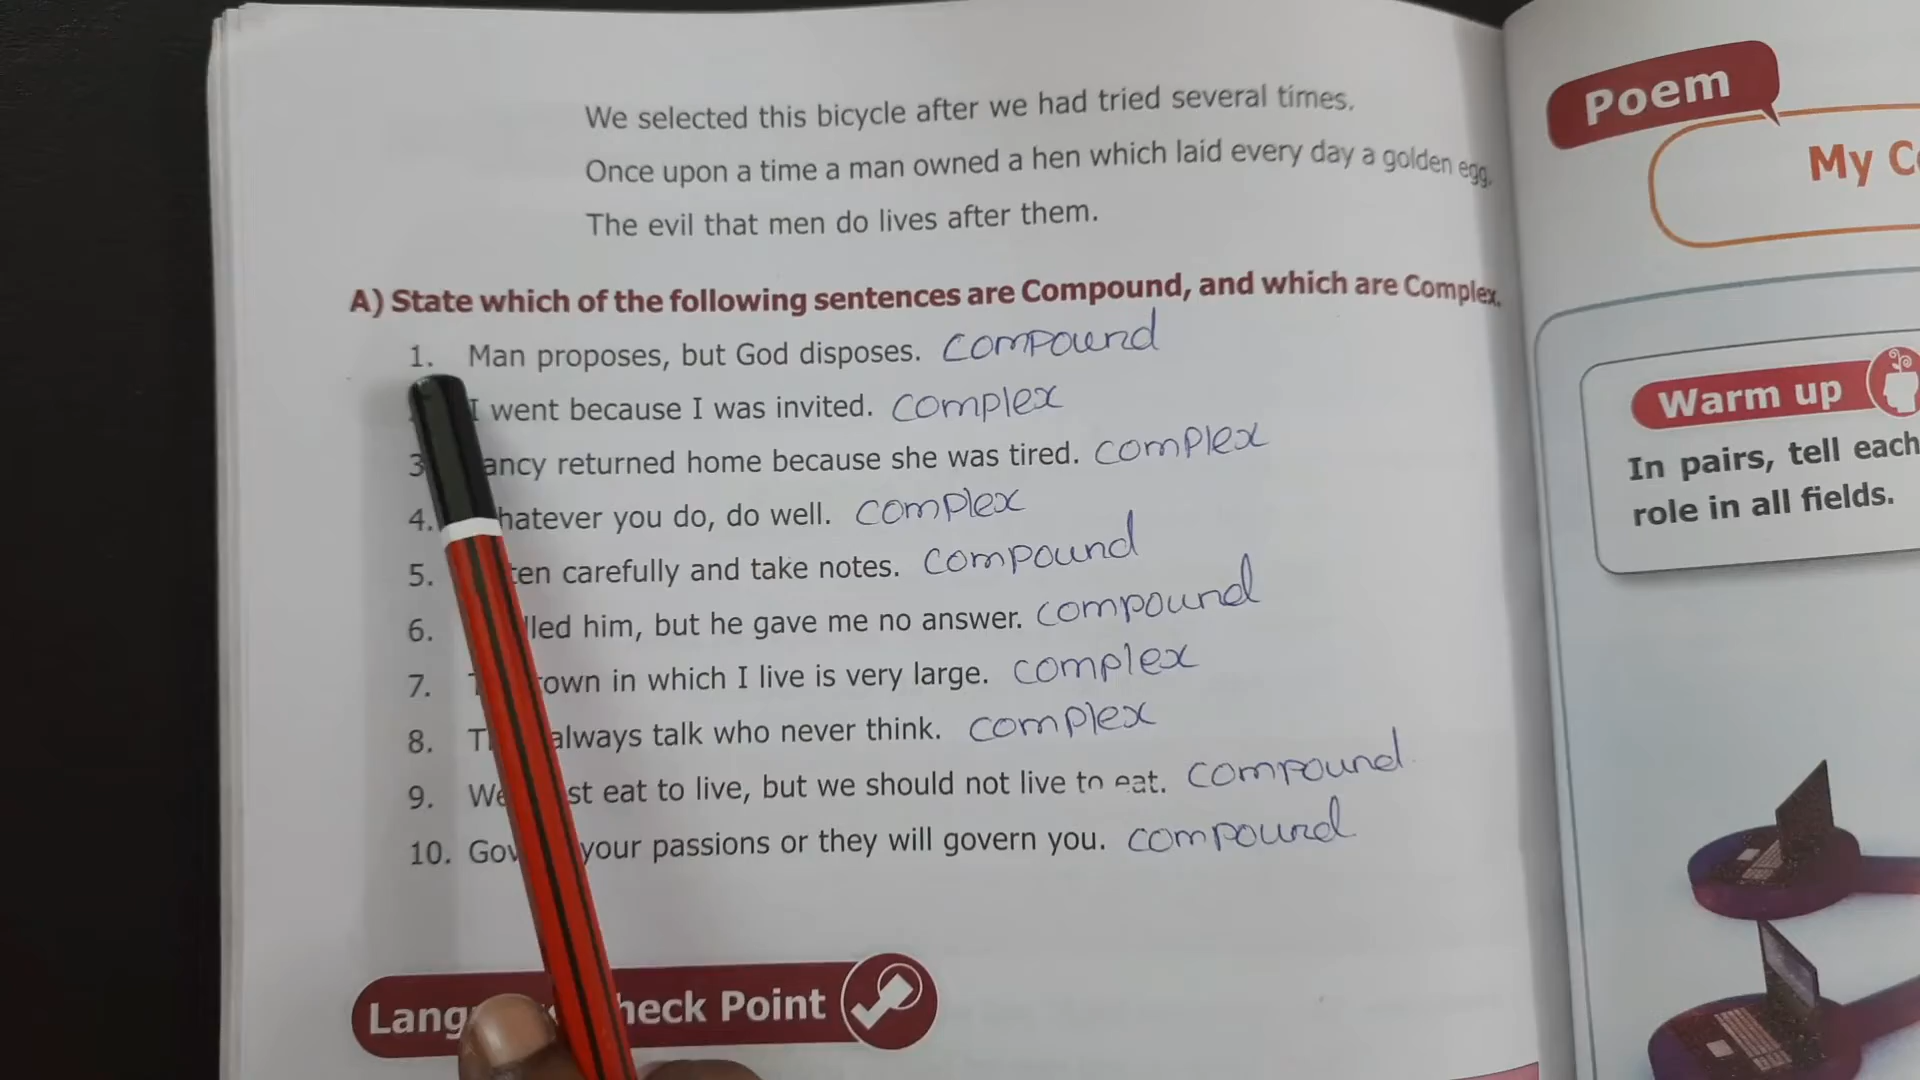 We selected this bicycle after we had tried several times.
Once upon a time a man owned a hen which laid every day a golden egg.
The evil that men do lives after them.
A) State which of the following sentences are Compound, and which are Complex.
1. Man proposes, but God disposes. compound
I went because I was invited. complex
3 ancy returned home because she was tired. complex
4. hatever you do, do well. complex
5. ten carefully and take notes. compound
6. lled him, but he gave me no answer. compound
7. own in which I live is very large. complex
8. always talk who never think. complex
9. We st eat to live, but we should not live to eat. compound
10. Gov your passions or they will govern you. compound
Lang heck Point
Poem
My C
Warm up
In pairs, tell each
role in all fields.